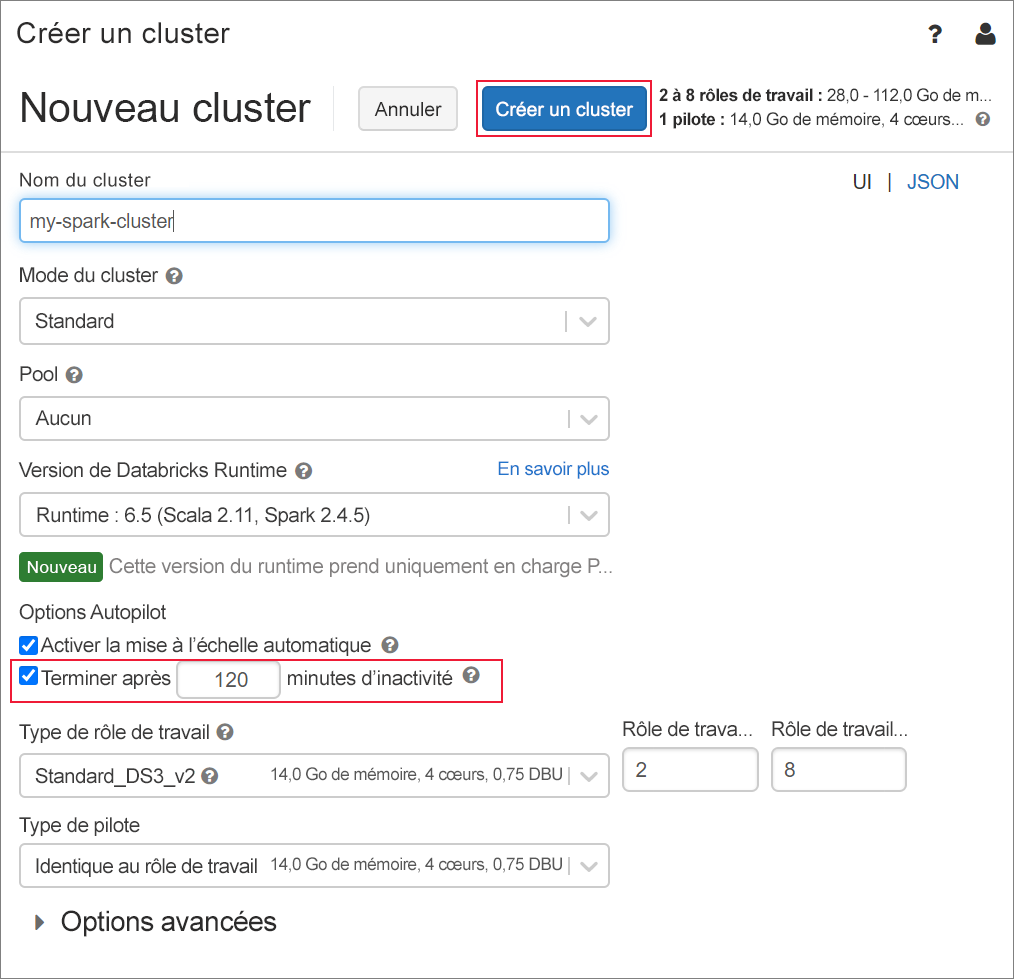 Créer un cluster
?
Nouveau cluster
Annuler
Créer un cluster
2 à 8 rôles de travail : 28,0 - 112,0 Go de m...
1 pilote : 14,0 Go de mémoire, 4 cœurs... ?
Nom du cluster
UI | JSON
my-spark-cluster
Mode du cluster ?
Standard
Pool ?
Aucun
Version de Databricks Runtime ? En savoir plus
Runtime : 6.5 (Scala 2.11, Spark 2.4.5)
Nouveau Cette version du runtime prend uniquement en charge P...
Options Autopilot
Activer la mise à l’échelle automatique ?
Terminer après 120 minutes d’inactivité ?
Type de rôle de travail ? Rôle de trava... Rôle de travail...
Standard_DS3_v2 ? 14,0 Go de mémoire, 4 cœurs, 0,75 DBU 2 8
Type de pilote
Identique au rôle de travail 14,0 Go de mémoire, 4 cœurs, 0,75 DBU
Options avancées